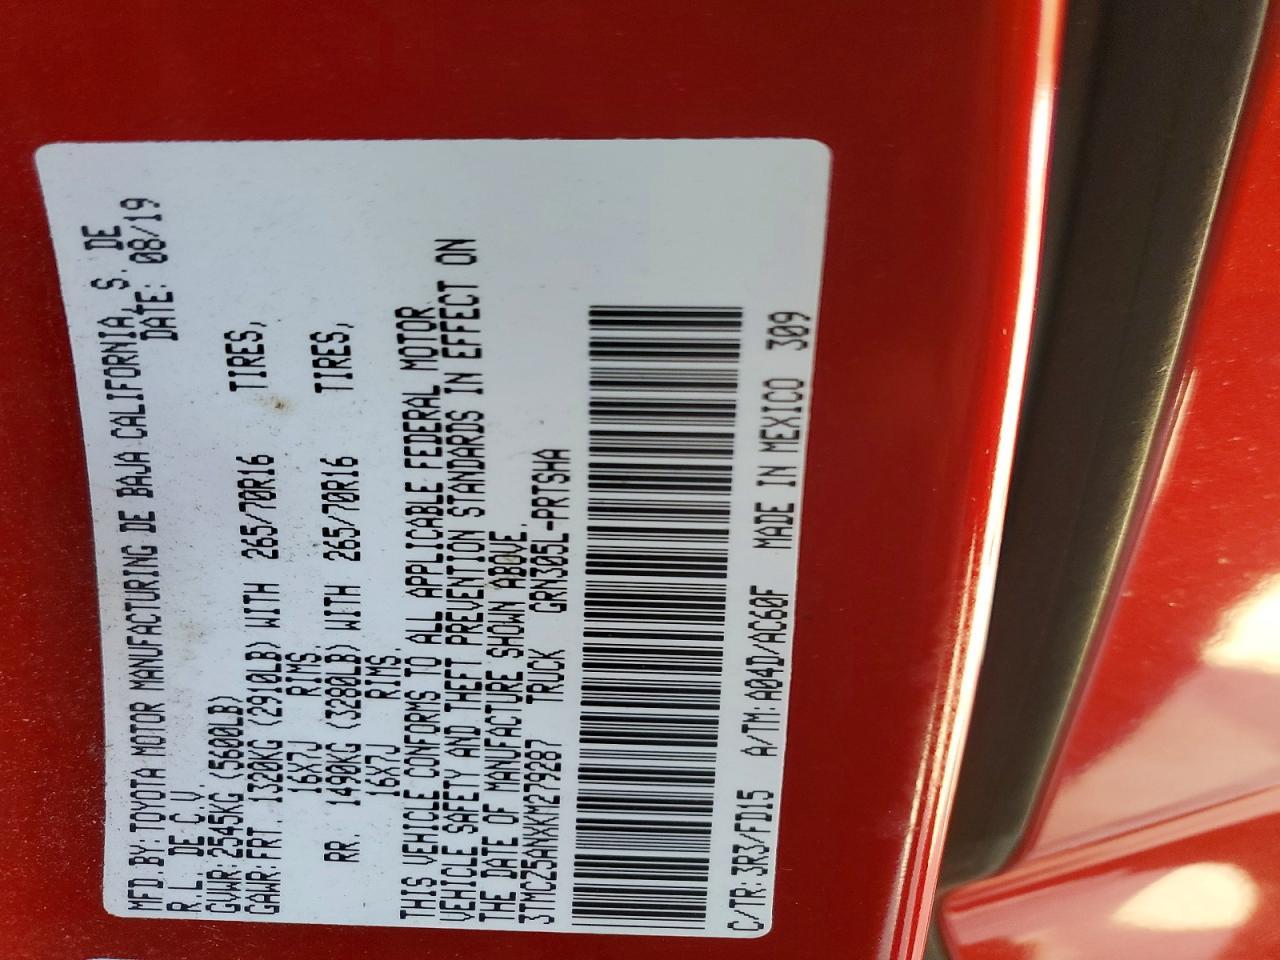 MFD.BY:TOYOTA MOTOR MANUFACTURING DE BAJA CALIFORNIA, S. DE
R.L. DE C.V. DATE: 08/19
GVWR:2545KG (5600LB)
GAWR:FRT 1320KG (2910LB) WITH 265/70R16 TIRES,
16X7J RIMS,
RR. 1490KG (3280LB) WITH 265/70R16 TIRES,
16X7J RIMS.
THIS VEHICLE CONFORMS TO ALL APPLICABLE FEDERAL MOTOR
VEHICLE SAFETY AND THEFT PREVENTION STANDARDS IN EFFECT ON
THE DATE OF MANUFACTURE SHOWN ABOVE.
3TMCZ5ANXKM279287 TRUCK GRN305L-PRTSHA
C/TR:3R3/FD15 A/TM:A04D/AC60F MADE IN MEXICO 309